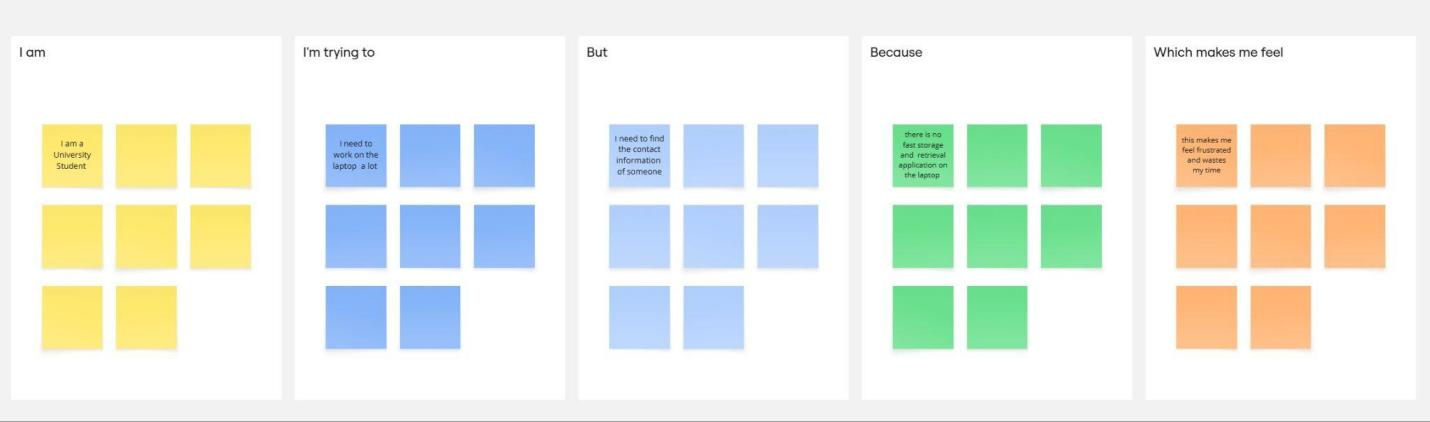 I am
I am a
University
Student
I'm trying to
I need to
work on the
laptop a lot
But
I need to find
the contact
information
of someone
Because
there is no
fast storage
and retrieval
application on
the laptop
Which makes me feel
this makes me
feel frustrated
and wastes
my time